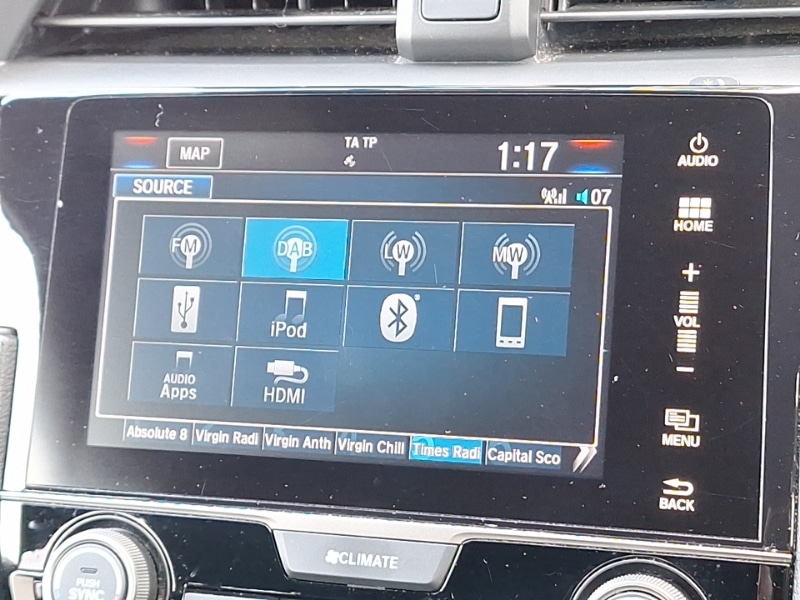 TA TP
MAP
1:17
AUDIO
SOURCE
07
HOME
FM
DAB
LW
MW
+
iPod
VOL
-
AUDIO
Apps
HDMI
MENU
Absolute 8
Virgin Radi
Virgin Anth
Virgin Chill
Times Radi
Capital Sco
BACK
CLIMATE
PUSH
SYNC